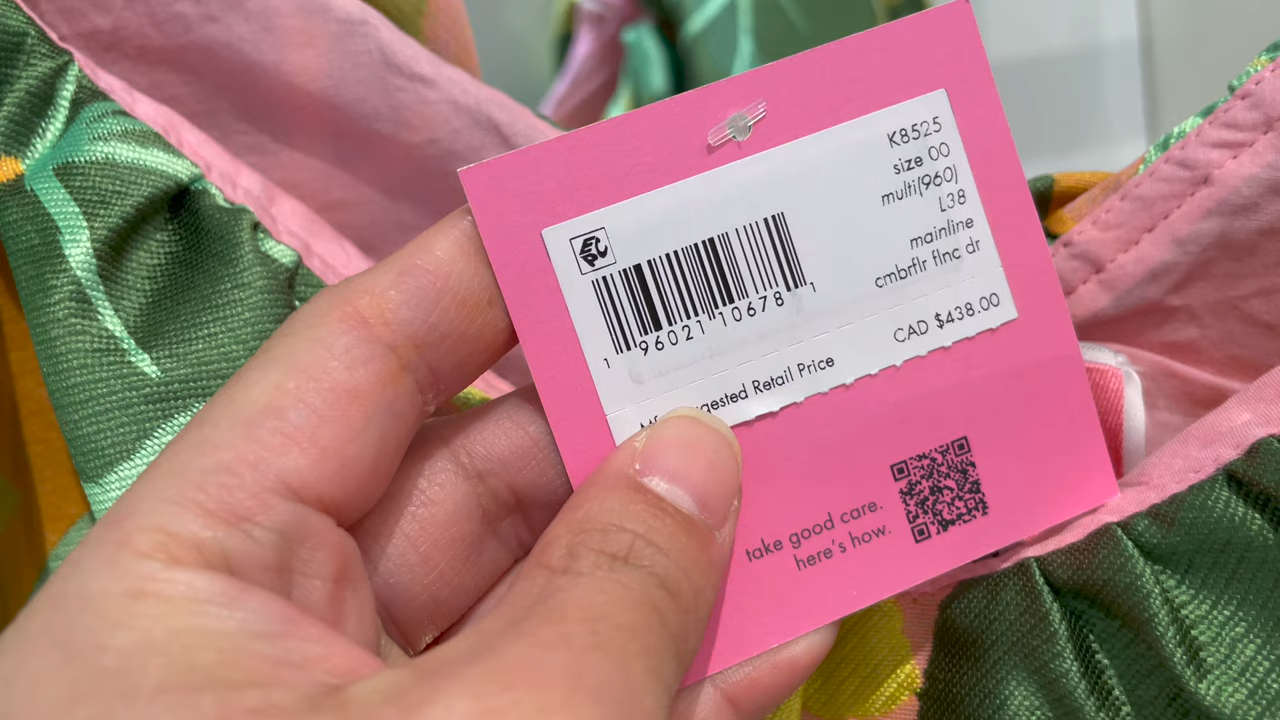 K8525
size 00
multi(960)
L38
mainline
cmbrflr flnc dr
EPC
1 96021 10678 1
CAD $438.00
Retail Price
take good care.
here's how.